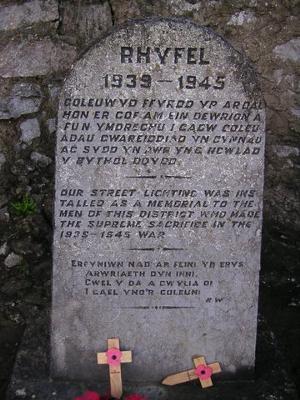 RHYFEL
1939 — 1945
GOLEUWYD FFYRDD YR ARDAL
HON ER COF AM EIN DEWRION A
FUN YMDRECHU I GADW GOLEU
ADAU GWAREIDDIAD YN GYNNAU
AC SYDD YN AWR YNG NGWLAD
Y BYTHOL DDYDD.
OUR STREET LIGHTING WAS INS
TALLED AS A MEMORIAL TO THE
MEN OF THIS DISTRICT WHO MADE
THE SUPREME SACRIFICE IN THE
1939-1945 WAR
ERFYNIWN NAD AR FEINI YR ERYS
ARWRIAETH DYN INNI,
GWEL Y DA A GWYLIA DI
I GAEL YNO'R GOLEUNI
R W